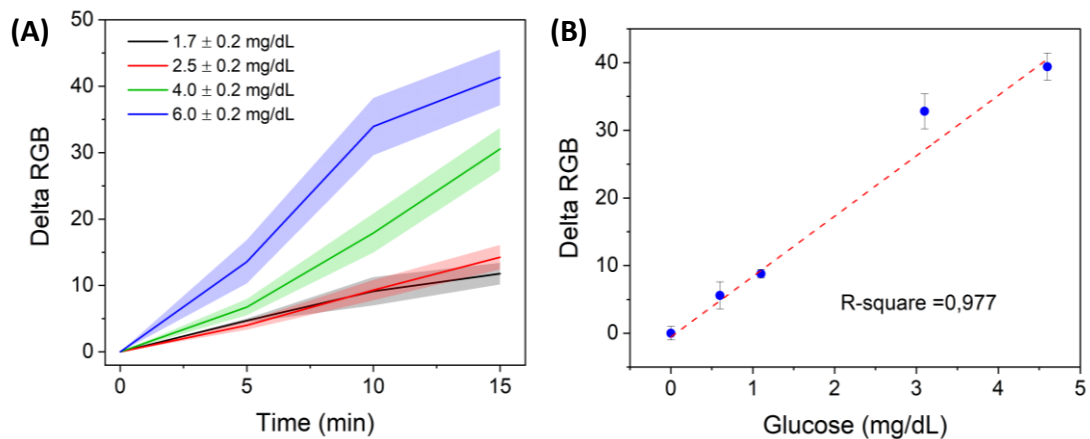 (A)
50
40
30
20
10
0
Delta RGB
1.7 ± 0.2 mg/dL
2.5 ± 0.2 mg/dL
4.0 ± 0.2 mg/dL
6.0 ± 0.2 mg/dL
0 5 10 15
Time (min)
(B)
40
30
20
10
0
Delta RGB
R-square =0,977
0 1 2 3 4 5
Glucose (mg/dL)